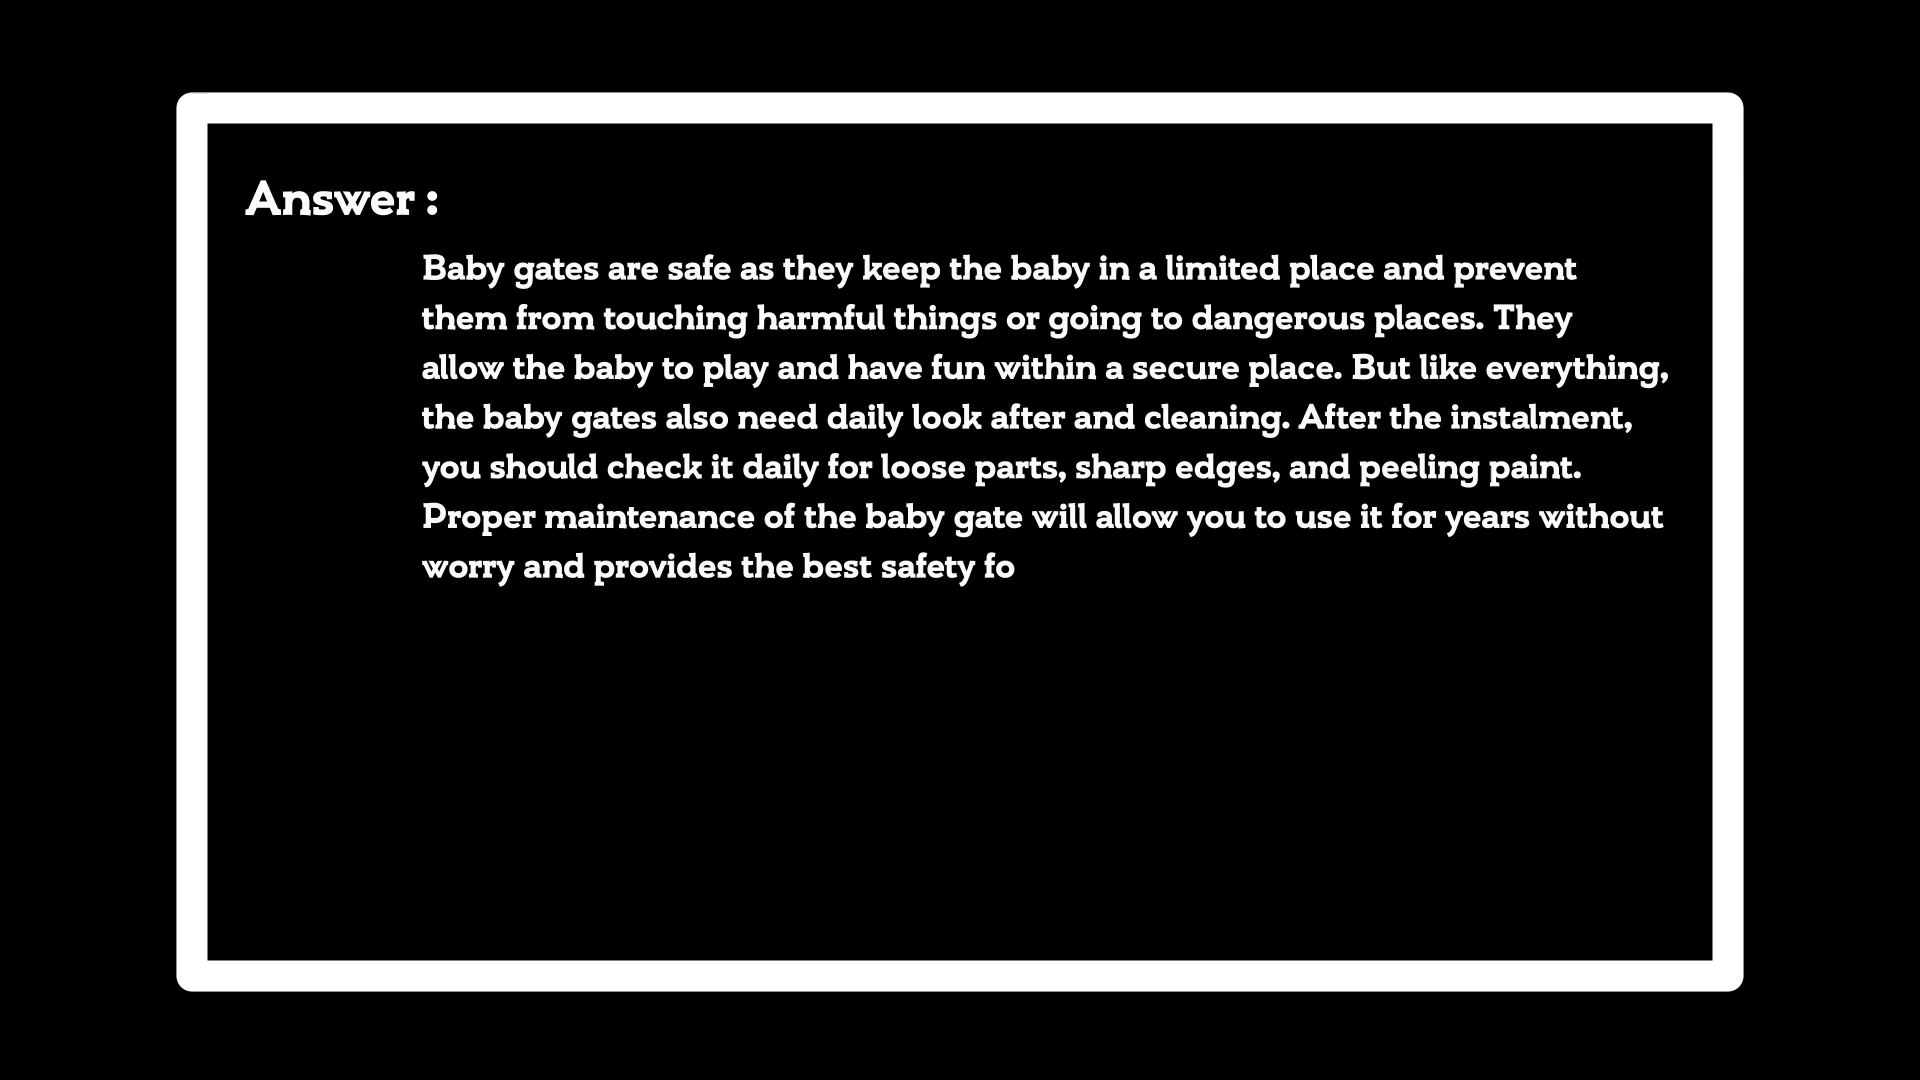 Answer :
Baby gates are safe as they keep the baby in a limited place and prevent
them from touching harmful things or going to dangerous places. They
allow the baby to play and have fun within a secure place. But like everything,
the baby gates also need daily look after and cleaning. After the instalment,
you should check it daily for loose parts, sharp edges, and peeling paint.
Proper maintenance of the baby gate will allow you to use it for years without
worry and provides the best safety fo